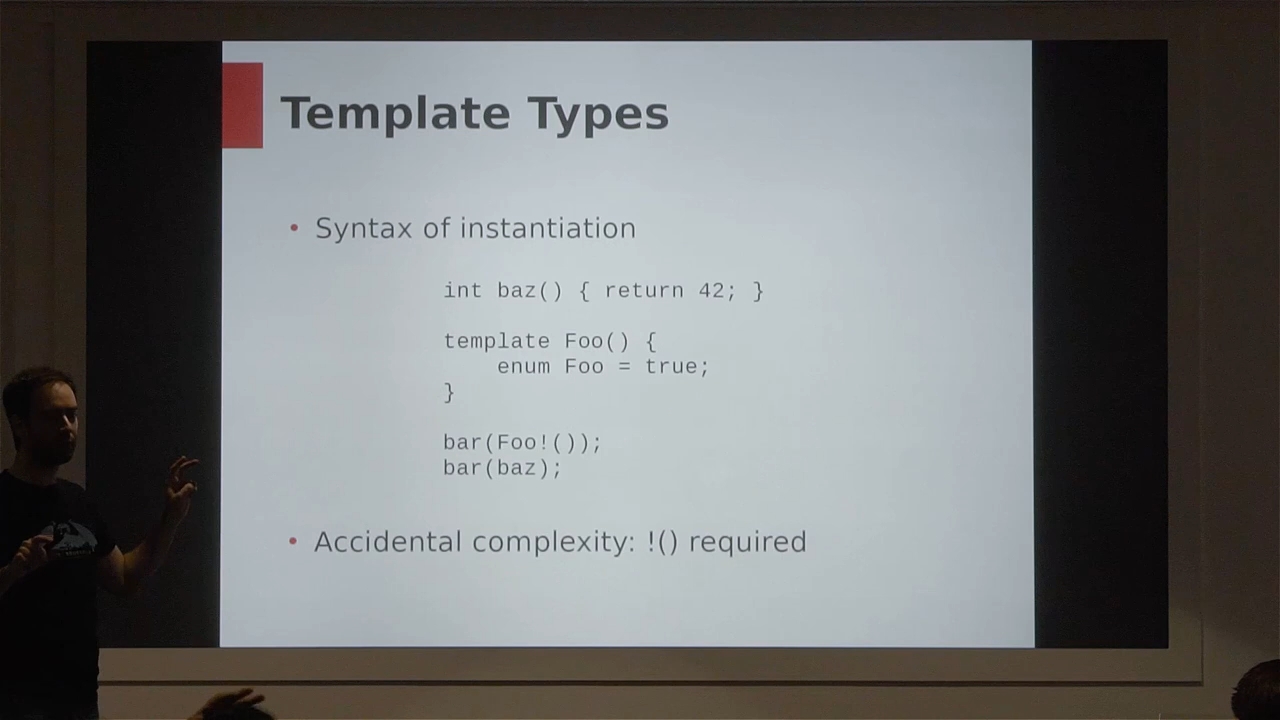 Template Types
• Syntax of instantiation
int baz() { return 42; }
template Foo() {
    enum Foo = true;
}
bar(Foo!());
bar(baz);
• Accidental complexity: !() required